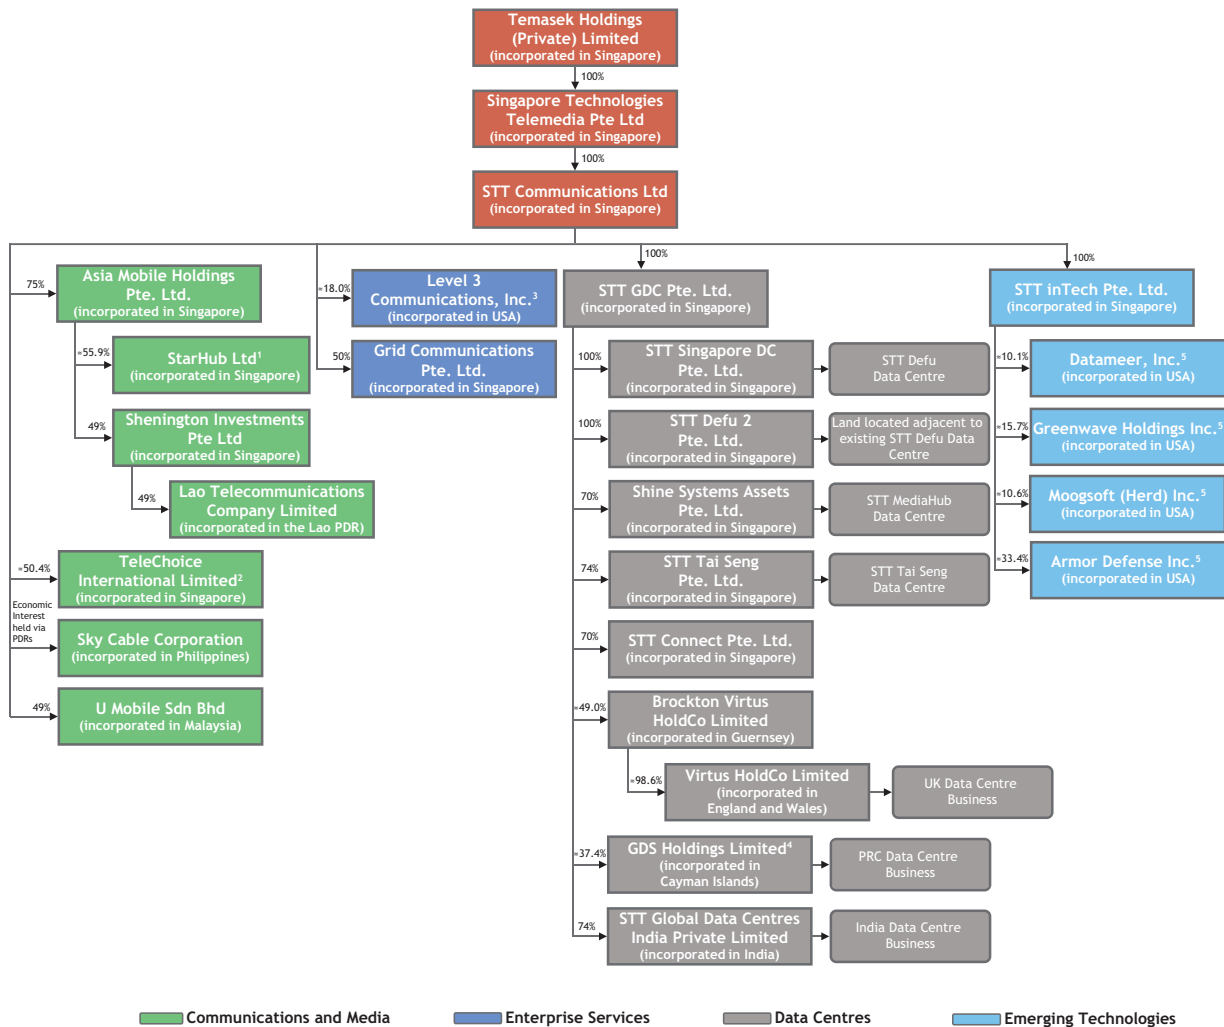 Temasek Holdings
(Private) Limited
(incorporated in Singapore)
100%
Singapore Technologies
Telemedia Pte Ltd
(incorporated in Singapore)
100%
STT Communications Ltd
(incorporated in Singapore)
75%
Asia Mobile Holdings
Pte. Ltd.
(incorporated in Singapore)
≈55.9%
StarHub Ltd¹
(incorporated in Singapore)
49%
Shenington Investments
Pte Ltd
(incorporated in Singapore)
49%
Lao Telecommunications
Company Limited
(incorporated in the Lao PDR)
≈50.4%
TeleChoice
International Limited²
(incorporated in Singapore)
Economic
Interest
held via
PDRs
Sky Cable Corporation
(incorporated in Philippines)
49%
U Mobile Sdn Bhd
(incorporated in Malaysia)
≈18.0%
Level 3
Communications, Inc.³
(incorporated in USA)
50%
Grid Communications
Pte. Ltd.
(incorporated in Singapore)
100%
STT GDC Pte. Ltd.
(incorporated in Singapore)
100%
STT Singapore DC
Pte. Ltd.
(incorporated in Singapore)
STT Defu
Data Centre
100%
STT Defu 2
Pte. Ltd.
(incorporated in Singapore)
Land located adjacent to
existing STT Defu Data
Centre
70%
Shine Systems Assets
Pte. Ltd.
(incorporated in Singapore)
STT MediaHub
Data Centre
74%
STT Tai Seng
Pte. Ltd.
(incorporated in Singapore)
STT Tai Seng
Data Centre
70%
STT Connect Pte. Ltd.
(incorporated in Singapore)
≈49.0%
Brockton Virtus
HoldCo Limited
(incorporated in Guernsey)
≈98.6%
Virtus HoldCo Limited
(incorporated in
England and Wales)
UK Data Centre
Business
≈37.4%
GDS Holdings Limited⁴
(incorporated in
Cayman Islands)
PRC Data Centre
Business
74%
STT Global Data Centres
India Private Limited
(incorporated in India)
India Data Centre
Business
100%
STT inTech Pte. Ltd.
(incorporated in Singapore)
≈10.1%
Datameer, Inc.⁵
(incorporated in USA)
≈15.7%
Greenwave Holdings Inc.⁵
(incorporated in USA)
≈10.6%
Moogsoft (Herd) Inc.⁵
(incorporated in USA)
≈33.4%
Armor Defense Inc.⁵
(incorporated in USA)
Communications and Media
Enterprise Services
Data Centres
Emerging Technologies